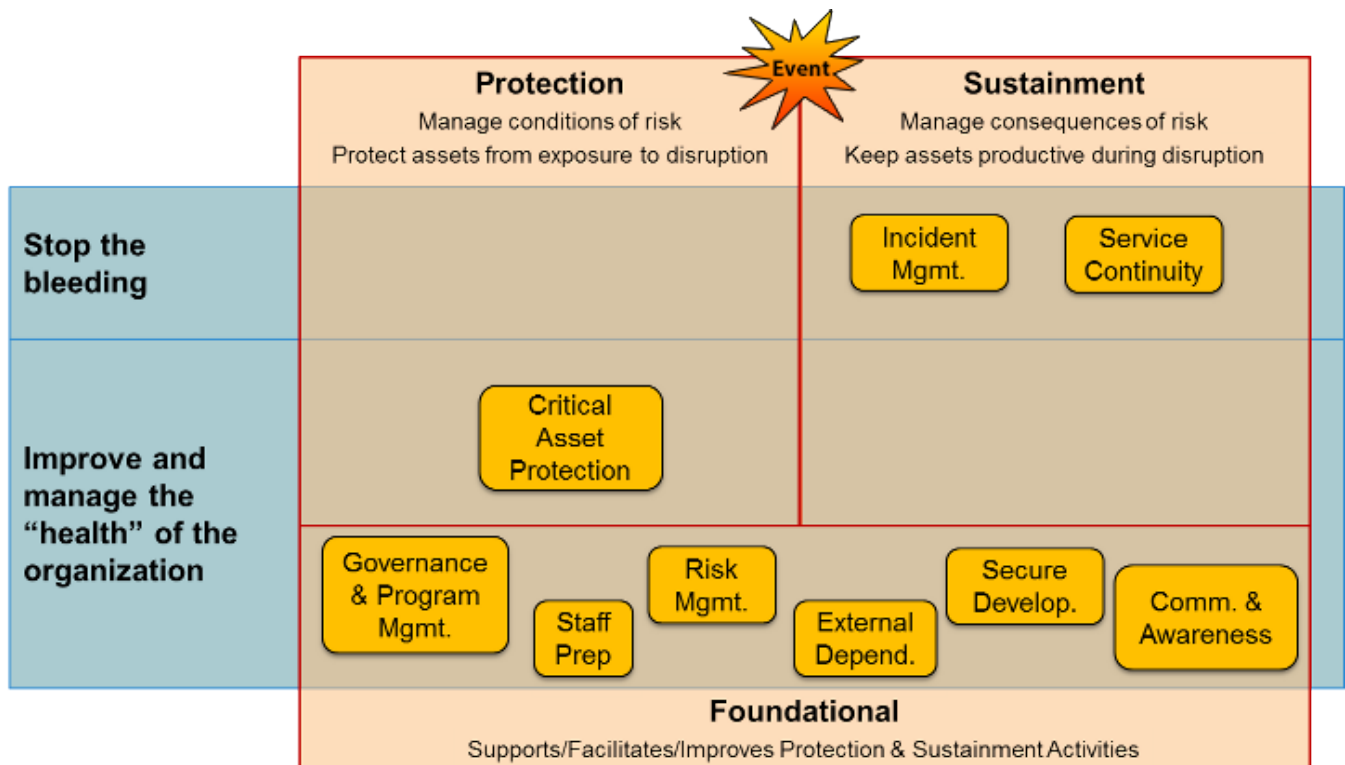 Event
Protection
Manage conditions of risk
Protect assets from exposure to disruption
Sustainment
Manage consequences of risk
Keep assets productive during disruption
Stop the
bleeding
Incident
Mgmt.
Service
Continuity
Improve and
manage the
“health” of the
organization
Critical
Asset
Protection
Governance
& Program
Mgmt.
Staff
Prep
Risk
Mgmt.
External
Depend.
Secure
Develop.
Comm. &
Awareness
Foundational
Supports/Facilitates/Improves Protection & Sustainment Activities